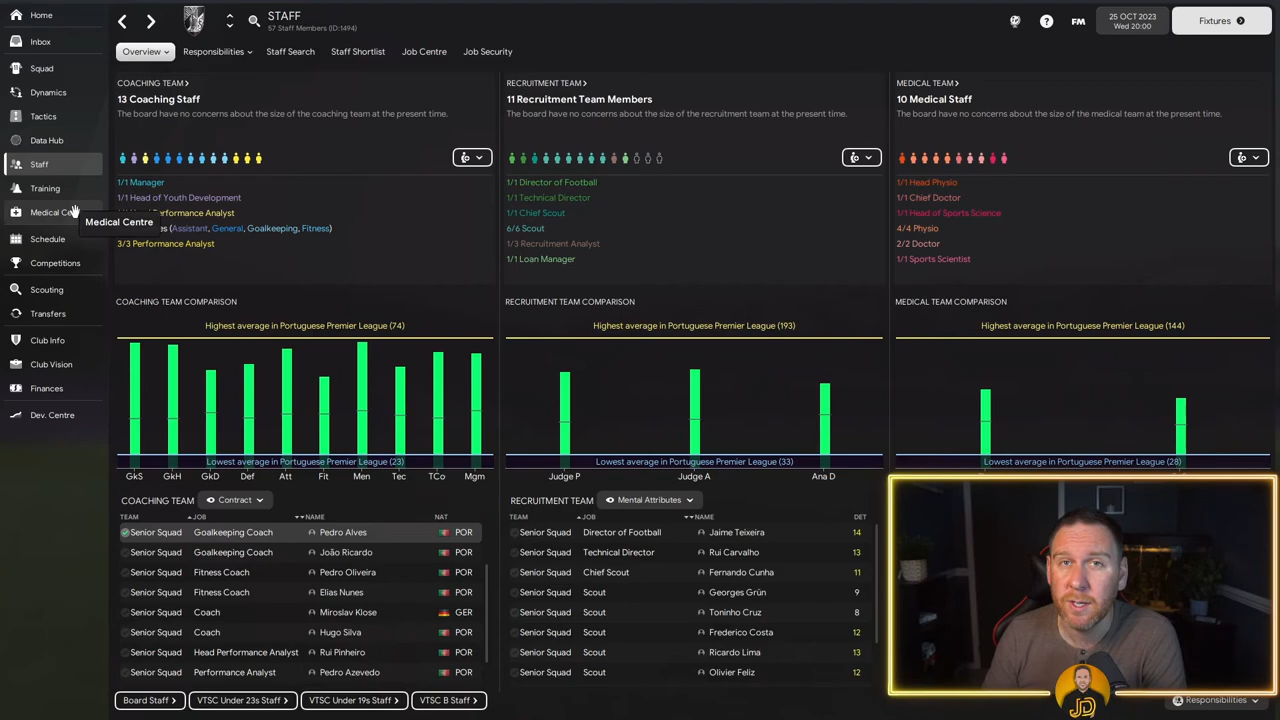 Home
Inbox
Squad
Dynamics
Tactics
Data Hub
Staff
Training
Medical Ce
Medical Centre
Schedule
Competitions
Scouting
Transfers
Club Info
Club Vision
Finances
Dev. Centre
STAFF
57 Staff Members (ID:1494)
FM
25 OCT 2023
Wed 20:00
Fixtures
Overview
Responsibilities
Staff Search
Staff Shortlist
Job Centre
Job Security
COACHING TEAM
13 Coaching Staff
The board have no concerns about the size of the coaching team at the present time.
1/1 Manager
1/1 Head of Youth Development
erformance Analyst
es (Assistant, General, Goalkeeping, Fitness)
3/3 Performance Analyst
RECRUITMENT TEAM
11 Recruitment Team Members
The board have no concerns about the size of the recruitment team at the present time.
1/1 Director of Football
1/1 Technical Director
1/1 Chief Scout
6/6 Scout
1/3 Recruitment Analyst
1/1 Loan Manager
MEDICAL TEAM
10 Medical Staff
The board have no concerns about the size of the medical team at the present time.
1/1 Head Physio
1/1 Chief Doctor
1/1 Head of Sports Science
4/4 Physio
2/2 Doctor
1/1 Sports Scientist
COACHING TEAM COMPARISON
Highest average in Portuguese Premier League (74)
Lowest average in Portuguese Premier League (23)
GkS GkH GkD Def Att Fit Men Tec TCo Mgm
RECRUITMENT TEAM COMPARISON
Highest average in Portuguese Premier League (193)
Lowest average in Portuguese Premier League (33)
Judge P Judge A Ana D
MEDICAL TEAM COMPARISON
Highest average in Portuguese Premier League (144)
Lowest average in Portuguese Premier League (28)
COACHING TEAM Contract
TEAM JOB NAME NAT
Senior Squad Goalkeeping Coach Pedro Alves POR
Senior Squad Goalkeeping Coach João Ricardo POR
Senior Squad Fitness Coach Pedro Oliveira POR
Senior Squad Fitness Coach Elias Nunes POR
Senior Squad Coach Miroslav Klose GER
Senior Squad Coach Hugo Silva POR
Senior Squad Head Performance Analyst Rui Pinheiro POR
Senior Squad Performance Analyst Pedro Azevedo POR
RECRUITMENT TEAM Mental Attributes
TEAM JOB NAME DET
Senior Squad Director of Football Jaime Teixeira 14
Senior Squad Technical Director Rui Carvalho 13
Senior Squad Chief Scout Fernando Cunha 11
Senior Squad Scout Georges Grün 9
Senior Squad Scout Toninho Cruz 8
Senior Squad Scout Frederico Costa 12
Senior Squad Scout Ricardo Lima 13
Senior Squad Scout Olivier Feliz 12
Board Staff
VTSC Under 23s Staff
VTSC Under 19s Staff
VTSC B Staff
JD
Responsibilities